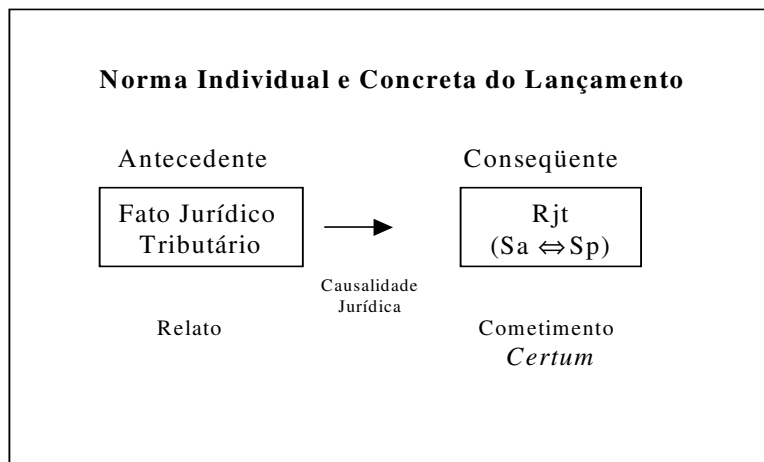 Norma Individual e Concreta do Lançamento
Antecedente
Conseqüente
Fato Jurídico
Tributário
Rjt
(Sa ⇔ Sp)
Causalidade
Jurídica
Relato
Cometimento
Certum